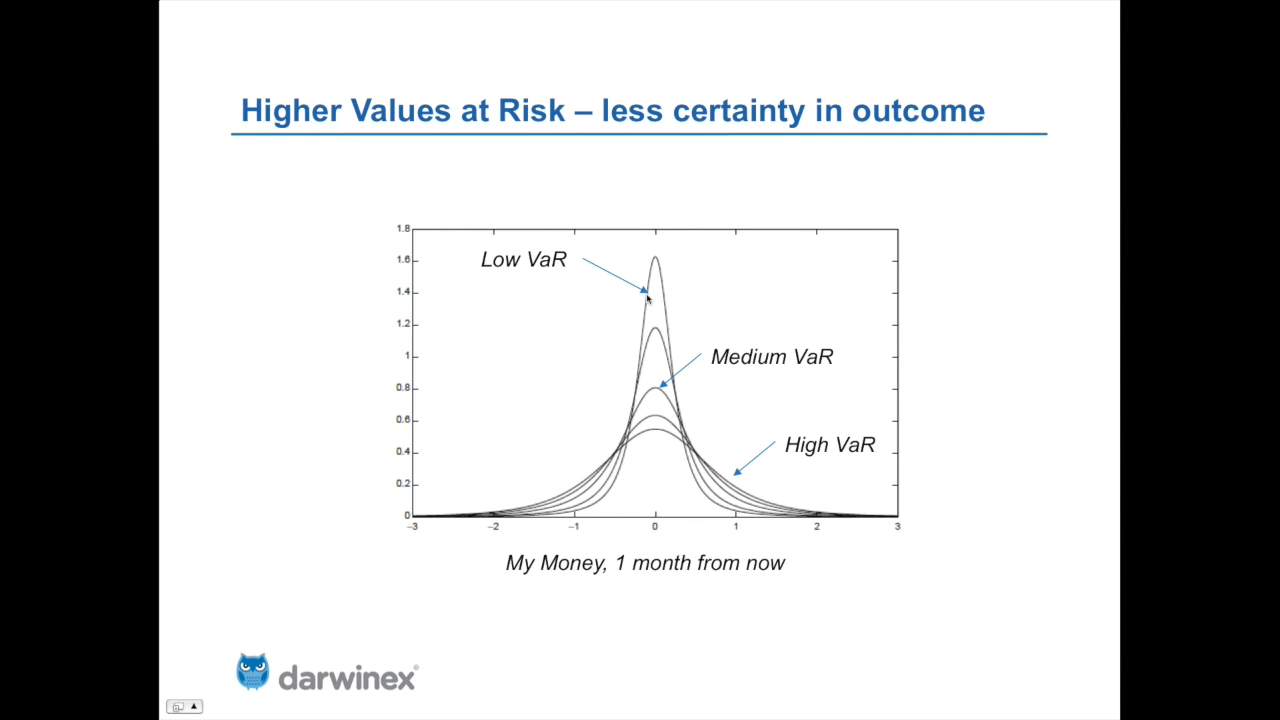 Higher Values at Risk – less certainty in outcome
1.8
Low VaR
1.6
1.4
1.2
1
Medium VaR
0.8
0.6
High VaR
0.4
0.2
0
–3 –2 –1 0 1 2 3
My Money, 1 month from now
darwinex®